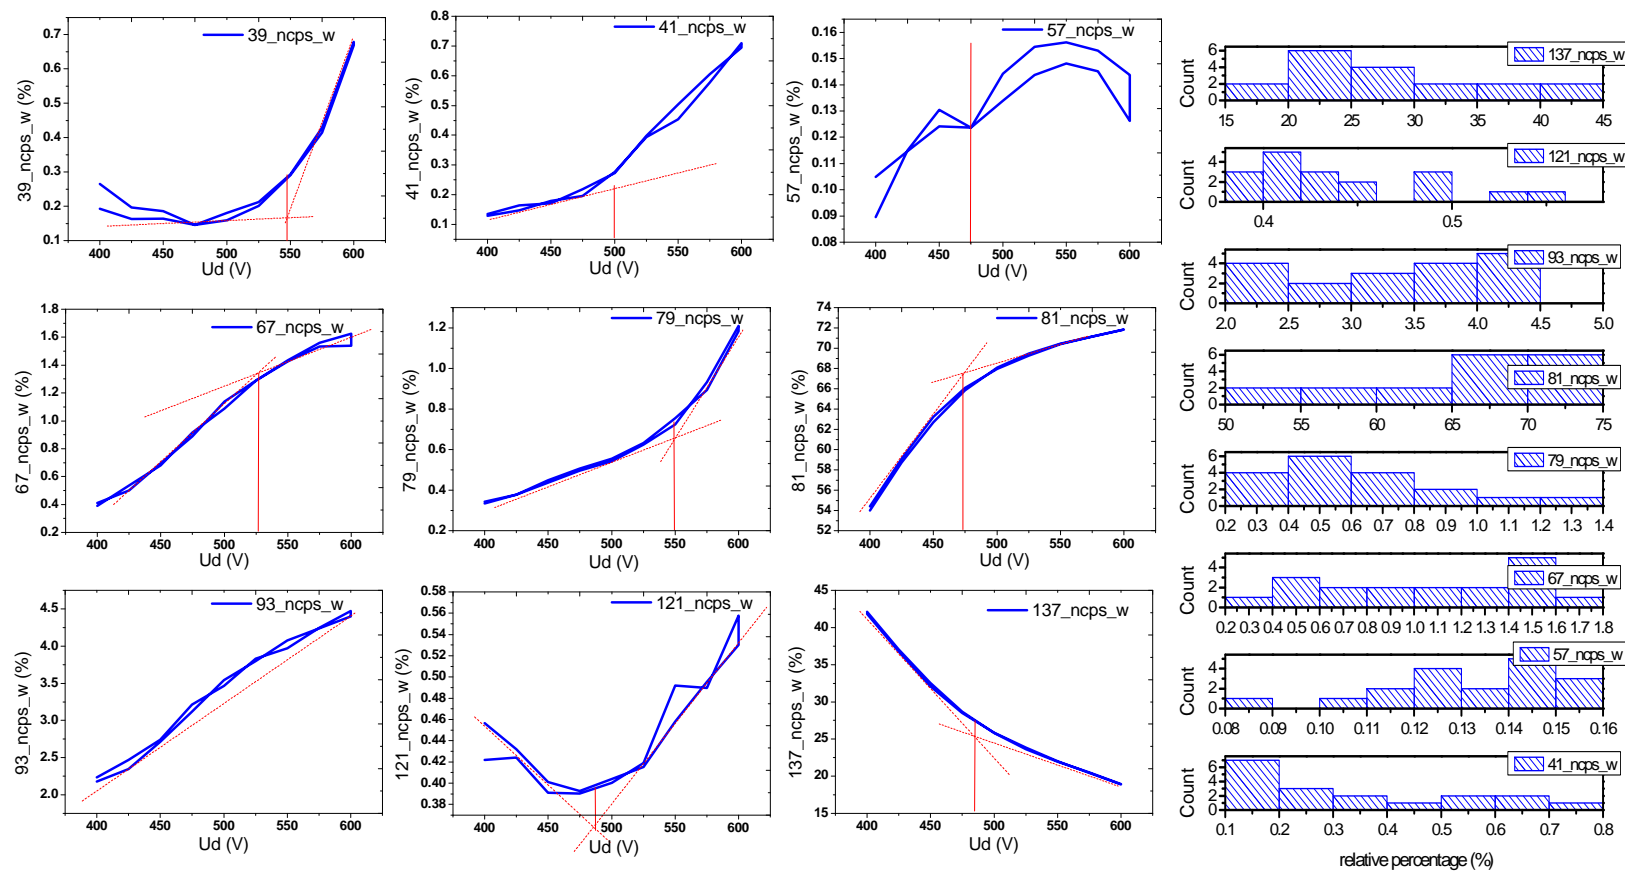 39_ncps_w
39_ncps_w (%)
0.7
0.6
0.5
0.4
0.3
0.2
0.1
400 450 500 550 600
Ud (V)
41_ncps_w
41_ncps_w (%)
0.8
0.7
0.6
0.5
0.4
0.3
0.2
0.1
400 450 500 550 600
Ud (V)
57_ncps_w
57_ncps_w (%)
0.16
0.15
0.14
0.13
0.12
0.11
0.10
0.09
0.08
400 450 500 550 600
Ud (V)
67_ncps_w
67_ncps_w (%)
1.8
1.6
1.4
1.2
1.0
0.8
0.6
0.4
0.2
400 450 500 550 600
Ud (V)
79_ncps_w
79_ncps_w (%)
1.2
1.0
0.8
0.6
0.4
0.2
400 450 500 550 600
Ud (V)
81_ncps_w
81_ncps_w (%)
74
72
70
68
66
64
62
60
58
56
54
52
400 450 500 550 600
Ud (V)
93_ncps_w
93_ncps_w (%)
4.5
4.0
3.5
3.0
2.5
2.0
400 450 500 550 600
Ud (V)
121_ncps_w
121_ncps_w (%)
0.58
0.56
0.54
0.52
0.50
0.48
0.46
0.44
0.42
0.40
0.38
400 450 500 550 600
Ud (V)
137_ncps_w
137_ncps_w (%)
45
40
35
30
25
20
15
400 450 500 550 600
Ud (V)
137_ncps_w
Count
6
4
2
0
15 20 25 30 35 40 45
121_ncps_w
Count
4
2
0
0.4 0.5
93_ncps_w
Count
4
2
0
2.0 2.5 3.0 3.5 4.0 4.5 5.0
81_ncps_w
Count
6
4
2
0
50 55 60 65 70 75
79_ncps_w
Count
6
4
2
0
0.2 0.3 0.4 0.5 0.6 0.7 0.8 0.9 1.0 1.1 1.2 1.3 1.4
67_ncps_w
Count
4
2
0
0.2 0.3 0.4 0.5 0.6 0.7 0.8 0.9 1.0 1.1 1.2 1.3 1.4 1.5 1.6 1.7 1.8
57_ncps_w
Count
4
2
0
0.08 0.09 0.10 0.11 0.12 0.13 0.14 0.15 0.16
41_ncps_w
Count
6
4
2
0
0.1 0.2 0.3 0.4 0.5 0.6 0.7 0.8
relative percentage (%)